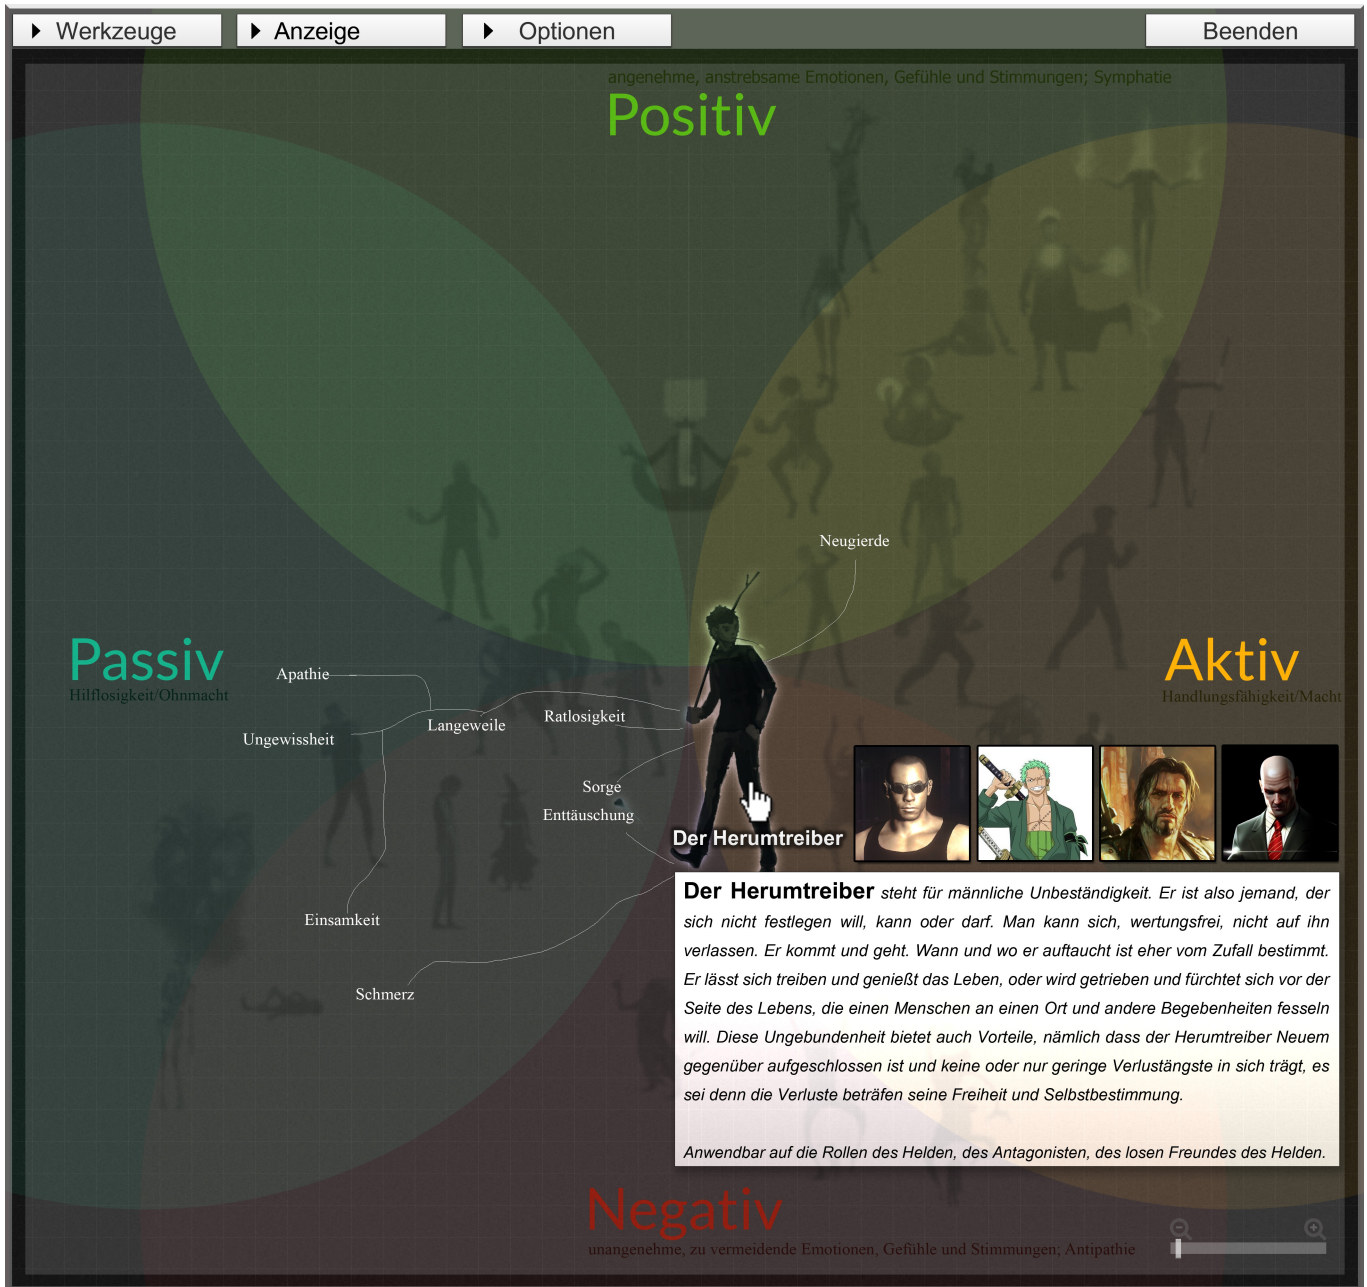 Werkzeuge
Anzeige
Optionen
Beenden
angenehme, anstrebsame Emotionen, Gefühle und Stimmungen; Symphatie
Positiv
Neugierde
Passiv
Hilflosigkeit/Ohnmacht
Aktiv
Handlungsfähigkeit/Macht
Apathie
Langeweile
Ratlosigkeit
Ungewissheit
Sorge
Enttäuschung
Der Herumtreiber
Einsamkeit
Schmerz
Der Herumtreiber steht für männliche Unbeständigkeit. Er ist also jemand, der
sich nicht festlegen will, kann oder darf. Man kann sich, wertungsfrei, nicht auf ihn
verlassen. Er kommt und geht. Wann und wo er auftaucht ist eher vom Zufall bestimmt.
Er lässt sich treiben und genießt das Leben, oder wird getrieben und fürchtet sich vor der
Seite des Lebens, die einen Menschen an einen Ort und andere Begebenheiten fesseln
will. Diese Ungebundenheit bietet auch Vorteile, nämlich dass der Herumtreiber Neuem
gegenüber aufgeschlossen ist und keine oder nur geringe Verlustängste in sich trägt, es
sei denn die Verluste beträfen seine Freiheit und Selbstbestimmung.
Anwendbar auf die Rollen des Helden, des Antagonisten, des losen Freundes des Helden.
Negativ
unangenehme, zu vermeidende Emotionen, Gefühle und Stimmungen; Antipathie